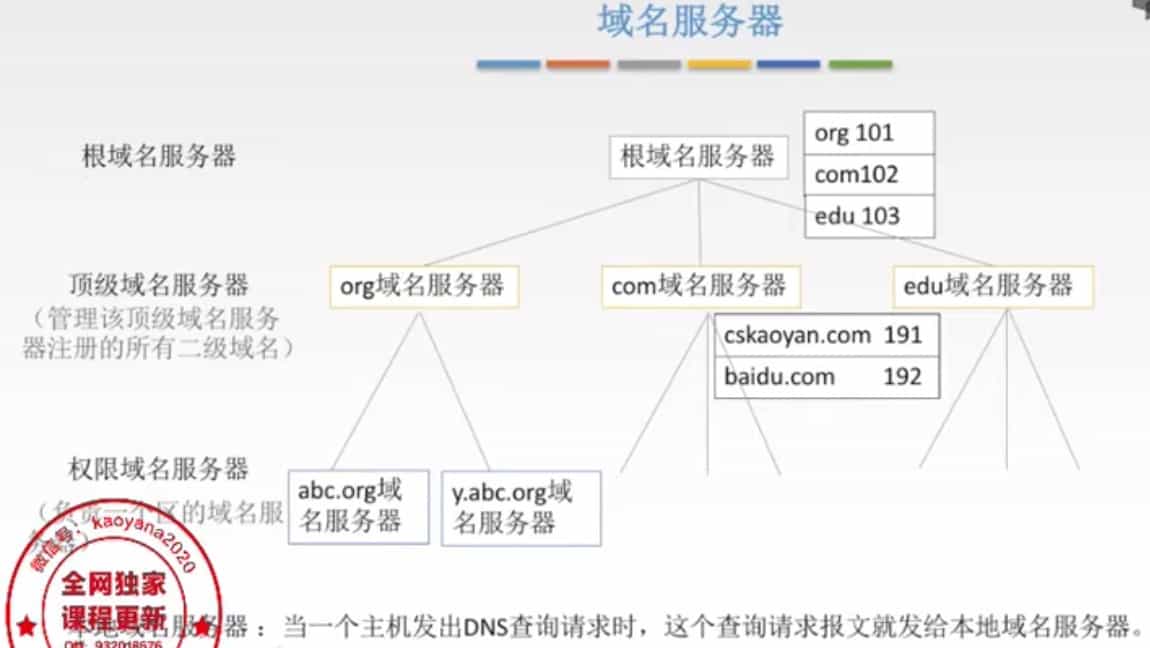 域名服务器
根域名服务器
根域名服务器
org 101
com102
edu 103
顶级域名服务器
（管理该顶级域名服务
器注册的所有二级域名）
org域名服务器
com域名服务器
edu域名服务器
cskaoyan.com 191
baidu.com 192
权限域名服务器
（负责一个区的域名服
器）
abc.org域
名服务器
y.abc.org域
名服务器
微信号：kaoyana2020
全网独家
课程更新
本地域名服务器：当一个主机发出DNS查询请求时，这个查询请求报文就发给本地域名服务器。